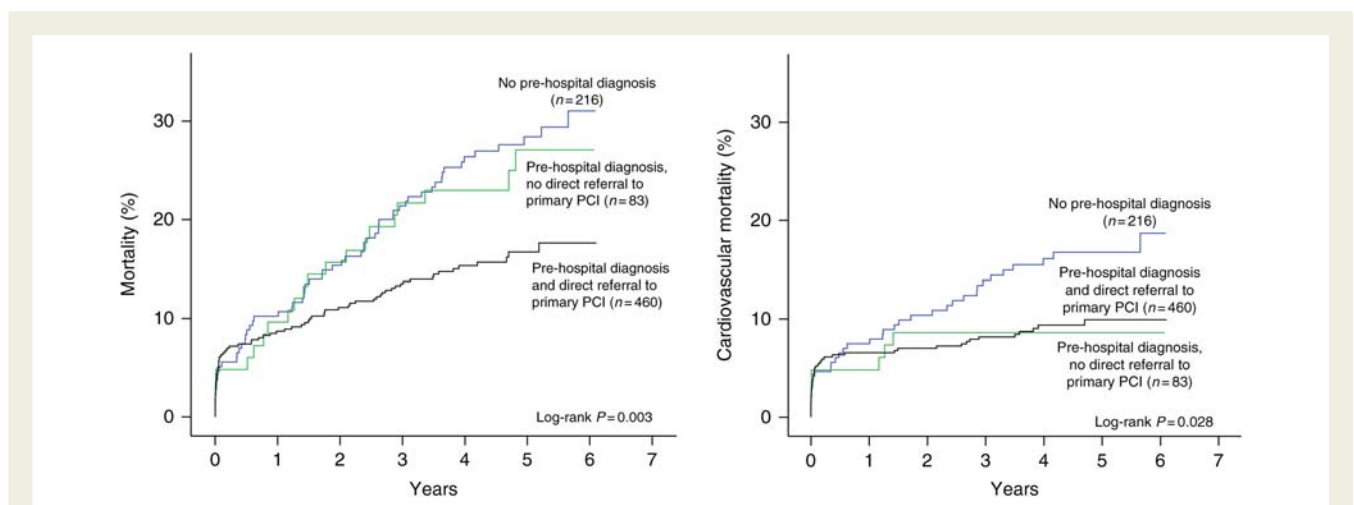 Mortality (%)
30
20
10
0
No pre-hospital diagnosis
(n=216)
Pre-hospital diagnosis,
no direct referral to
primary PCI (n=83)
Pre-hospital diagnosis
and direct referral to
primary PCI (n=460)
Log-rank P=0.003
0 1 2 3 4 5 6 7
Years
Cardiovascular mortality (%)
30
20
10
0
No pre-hospital diagnosis
(n=216)
Pre-hospital diagnosis
and direct referral to
primary PCI (n=460)
Pre-hospital diagnosis,
no direct referral to
primary PCI (n=83)
Log-rank P=0.028
0 1 2 3 4 5 6 7
Years